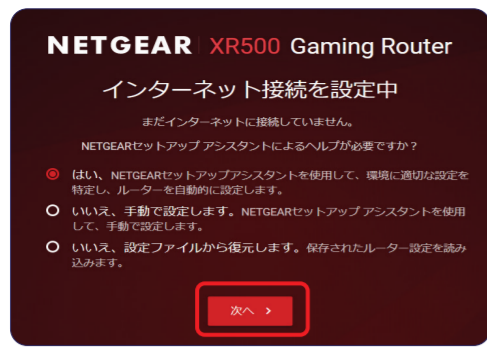 NETGEAR XR500 Gaming Router
インターネット接続を設定中
まだインターネットに接続していません。
NETGEARセットアップ アシスタントによるヘルプが必要ですか？
はい、NETGEARセットアップアシスタントを使用して、環境に適切な設定を
特定し、ルーターを自動的に設定します。
いいえ、手動で設定します。NETGEARセットアップ アシスタントを使用
して、手動で設定します。
いいえ、設定ファイルから復元します。保存されたルーター設定を読み
込みます。
次へ >